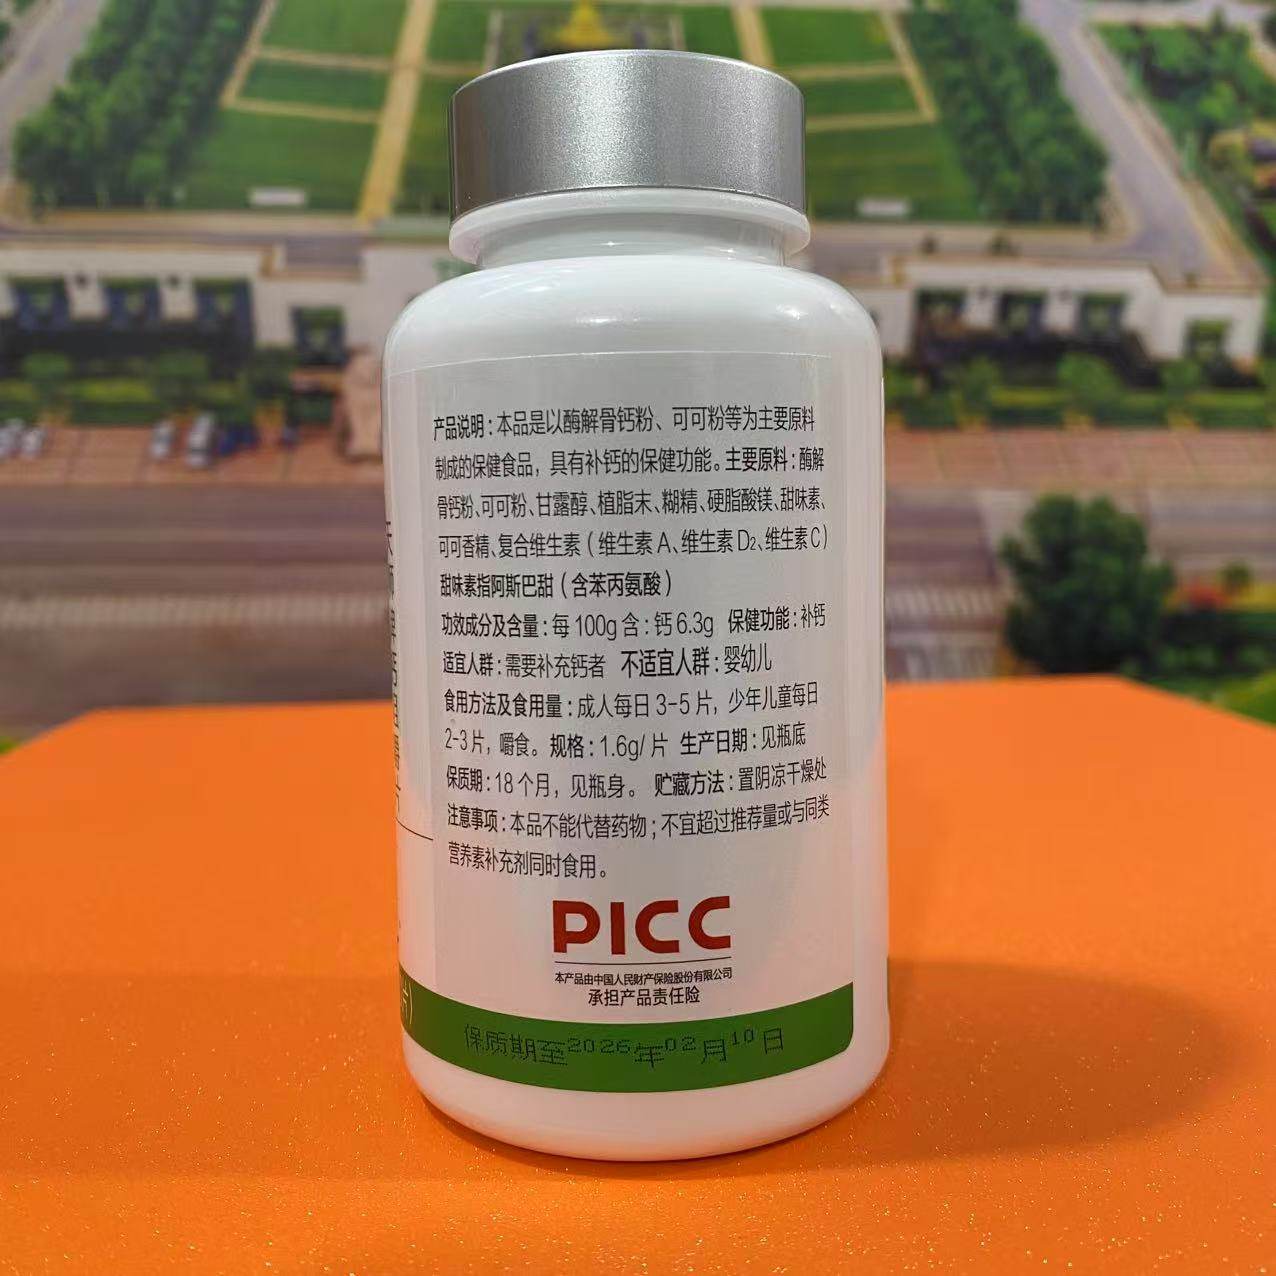 产品说明：本品是以酶解骨钙粉、可可粉等为主要原料
制成的保健食品，具有补钙的保健功能。主要原料：酶解
骨钙粉、可可粉、甘露醇、植脂末、糊精、硬脂酸镁、甜味素、
可可香精、复合维生素（维生素A、维生素D2、维生素C）
甜味素指阿斯巴甜（含苯丙氨酸）
功效成分及含量：每100g含：钙6.3g 保健功能：补钙
适宜人群：需要补充钙者 不适宜人群：婴幼儿
食用方法及食用量：成人每日3-5片，少年儿童每日
2-3片，嚼食。规格：1.6g/片 生产日期：见瓶底
保质期：18个月，见瓶身。 贮藏方法：置阴凉干燥处
注意事项：本品不能代替药物；不宜超过推荐量或与同类
营养素补充剂同时食用。
PICC
本产品由中国人民财产保险股份有限公司
承担产品责任险
保质期至2026年02月10日
片)